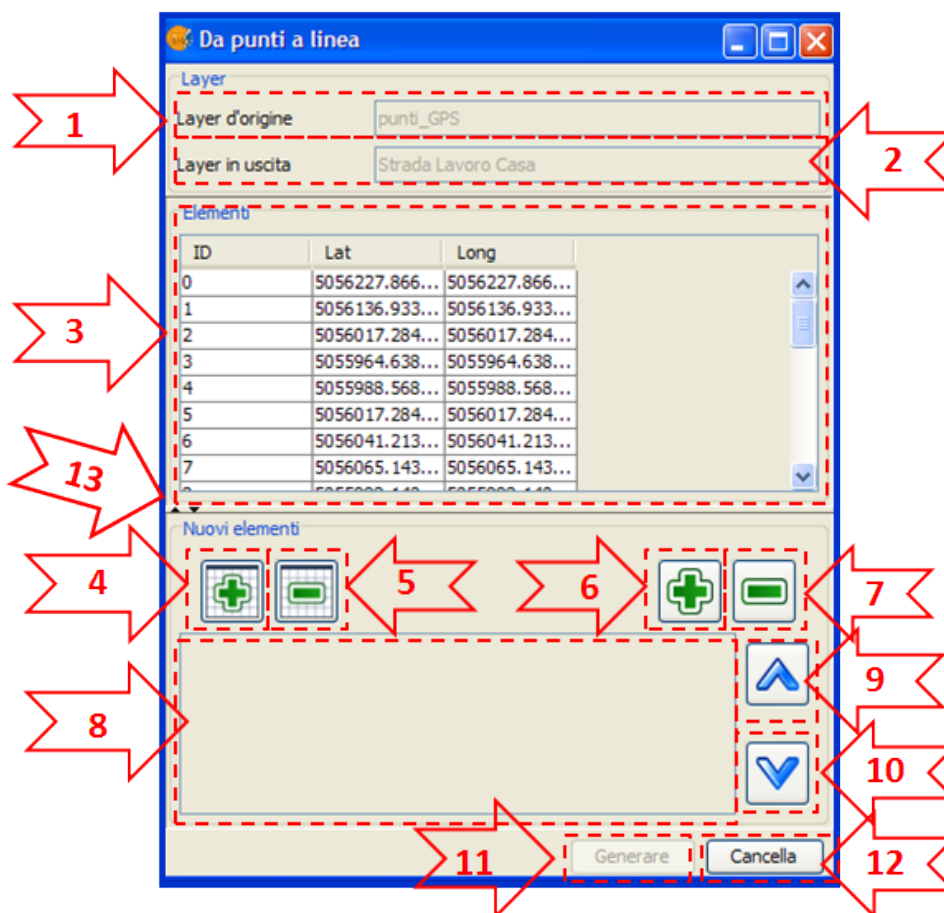 Da punti a linea
Layer
1
Layer d'origine
punti_GPS
Layer in uscita
Strada Lavoro Casa
2
Elementi
ID Lat Long
0 5056227.866... 5056227.866...
1 5056136.933... 5056136.933...
3
2 5056017.284... 5056017.284...
3 5055964.638... 5055964.638...
4 5055988.568... 5055988.568...
5 5056017.284... 5056017.284...
6 5056041.213... 5056041.213...
7 5056065.143... 5056065.143...
13
Nuovi elementi
4
5
6
7
8
9
10
11
Generare
Cancella
12